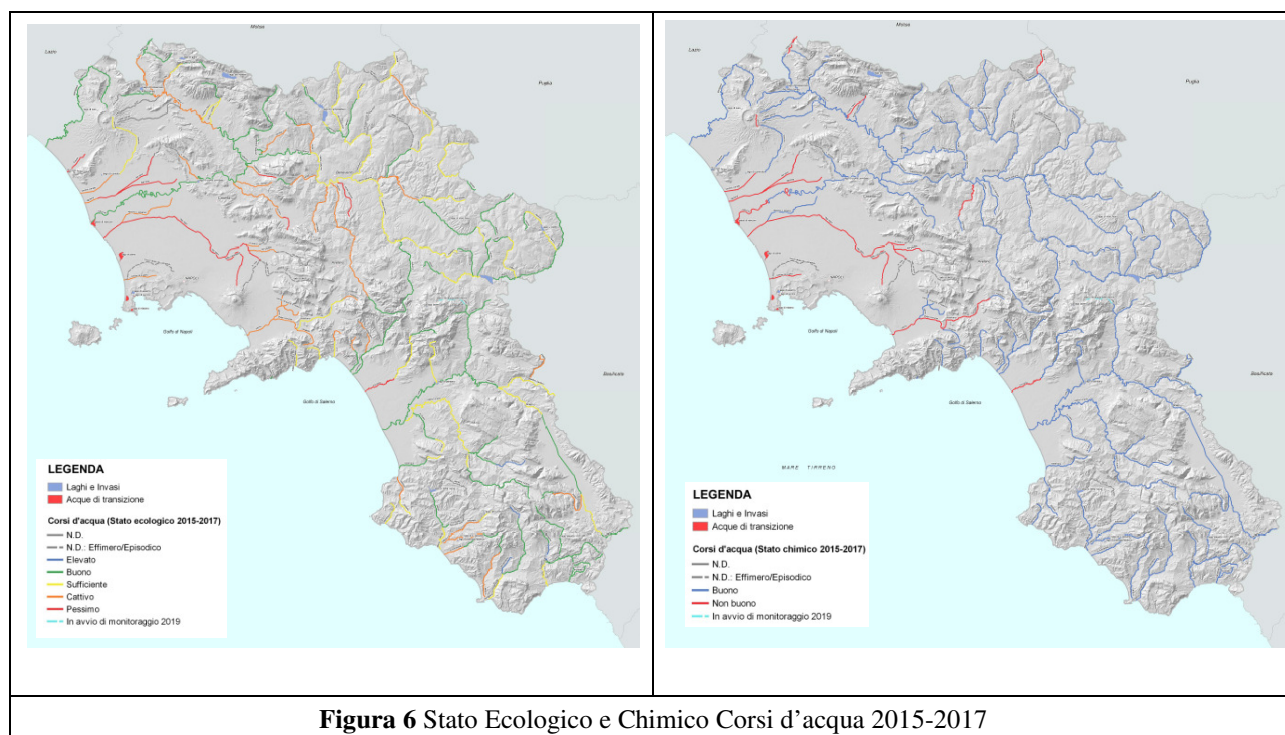 Molise
Lazio
Puglia
Golfo di Napoli
Basilicata
Golfo di Salerno
LEGENDA
Laghi e Invasi
Acque di transizione
Corsi d'acqua (Stato ecologico 2015-2017)
N.D.
N.D.: Effimero/Episodico
Elevato
Buono
Sufficiente
Cattivo
Pessimo
In avvio di monitoraggio 2019
Molise
Lazio
Puglia
Golfo di Napoli
Basilicata
Golfo di Salerno
MARE TIRRENO
LEGENDA
Laghi e Invasi
Acque di transizione
Corsi d'acqua (Stato chimico 2015-2017)
N.D.
N.D.: Effimero/Episodico
Buono
Non buono
In avvio di monitoraggio 2019
Figura 6 Stato Ecologico e Chimico Corsi d'acqua 2015-2017